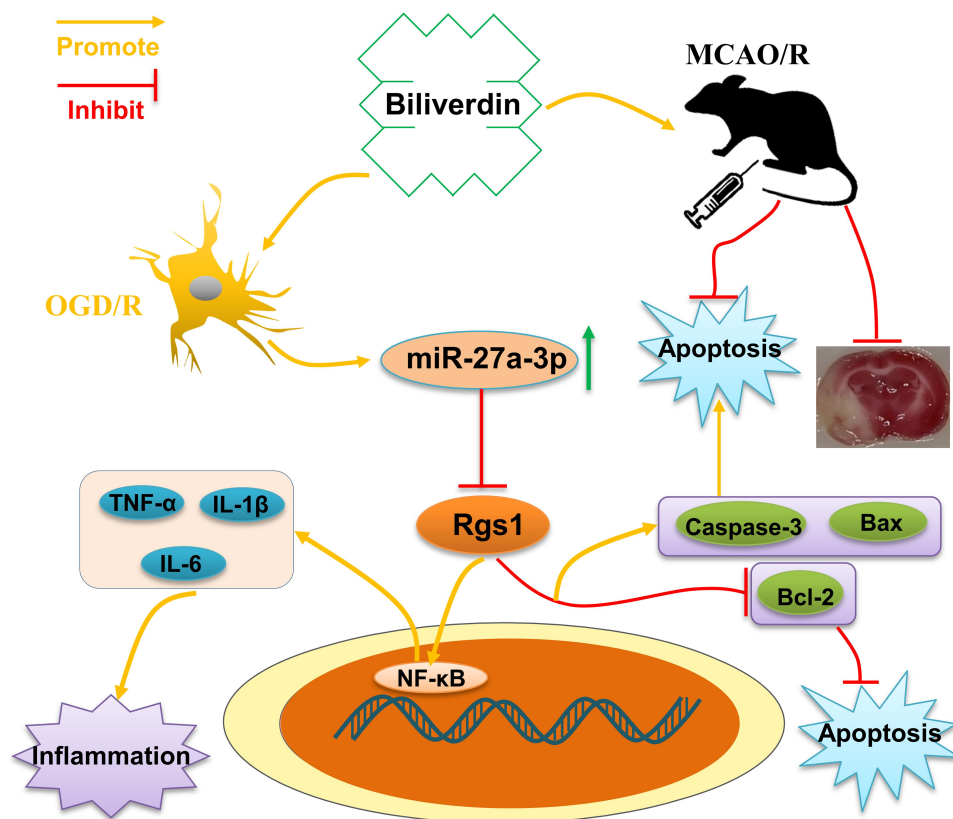 Promote
Inhibit
Biliverdin
MCAO/R
OGD/R
miR-27a-3p
Apoptosis
TNF-α
IL-1β
IL-6
Rgs1
Caspase-3
Bax
Bcl-2
NF-κB
Inflammation
Apoptosis